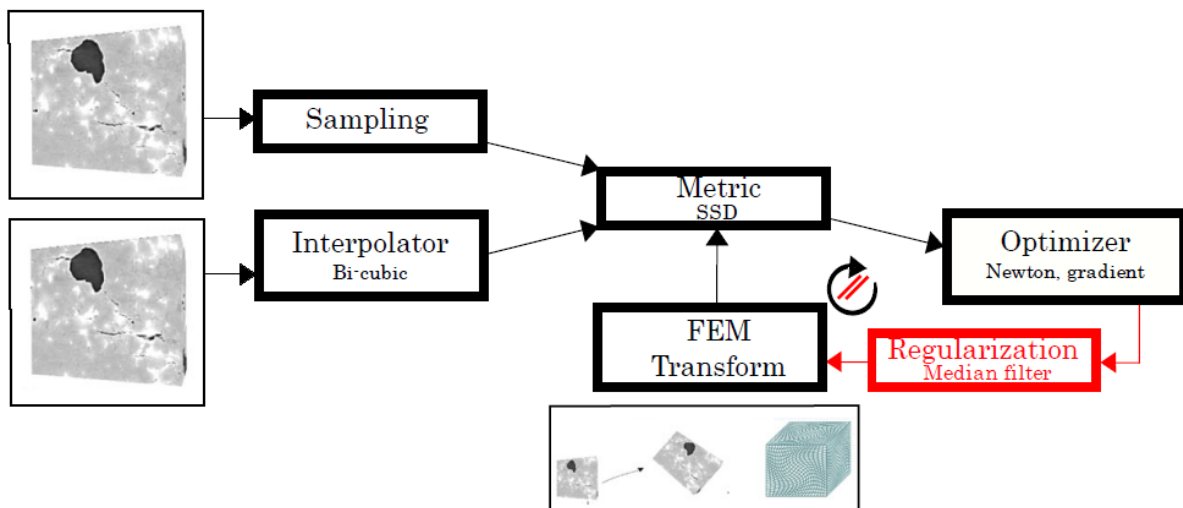 Sampling
Metric
SSD
Interpolator
Bi-cubic
Optimizer
Newton, gradient
FEM
Transform
Regularization
Median filter